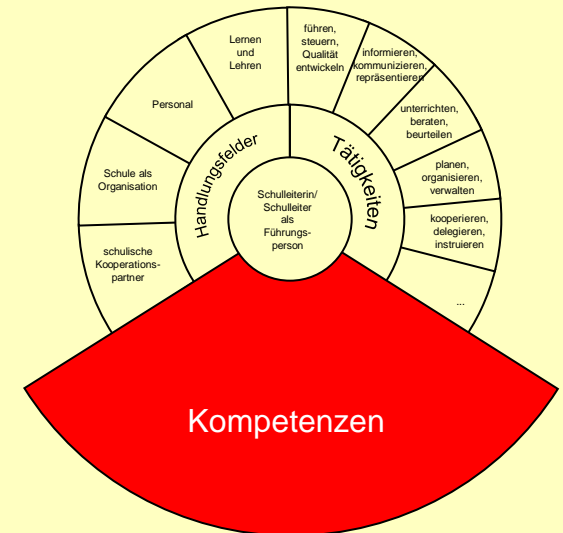 Lernen
und
Lehren
führen,
steuern,
Qualität
entwickeln
informieren,
kommunizieren,
repräsentieren
Personal
unterrichten,
beraten,
beurteilen
Handlungsfelder
Tätigkeiten
Schule als
Organisation
planen,
organisieren,
verwalten
Schulleiterin/
Schulleiter
als
Führungs-
person
kooperieren,
delegieren,
instruieren
schulische
Kooperations-
partner
...
Kompetenzen